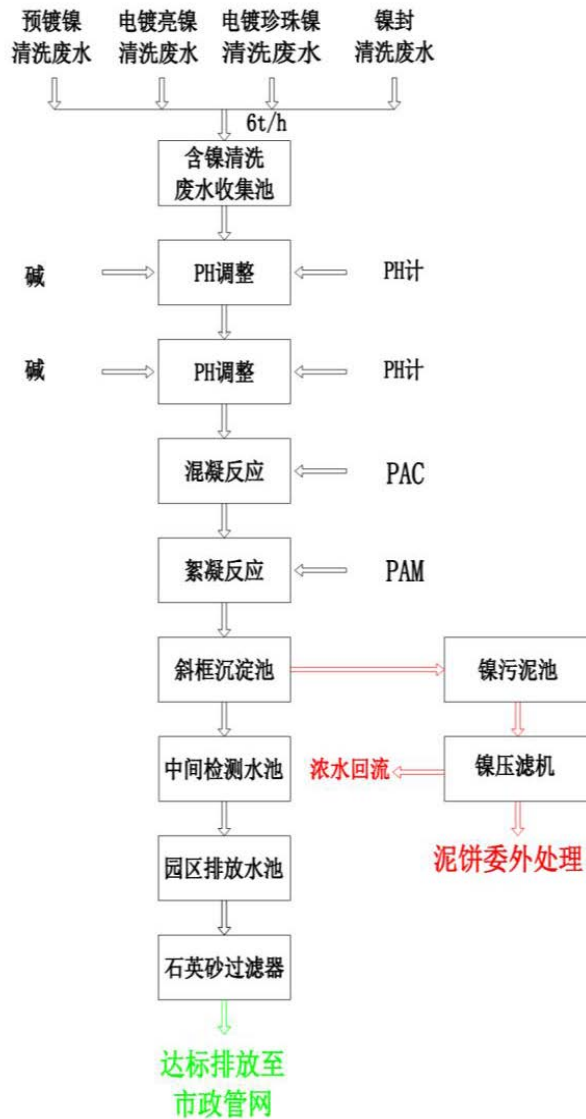 预镀镍
清洗废水
电镀亮镍
清洗废水
电镀珍珠镍
清洗废水
镍封
清洗废水
6t/h
含镍清洗
废水收集池
碱
PH调整
PH计
碱
PH调整
PH计
混凝反应
PAC
絮凝反应
PAM
斜框沉淀池
镍污泥池
中间检测水池
浓水回流
镍压滤机
园区排放水池
泥饼委外处理
石英砂过滤器
达标排放至
市政管网